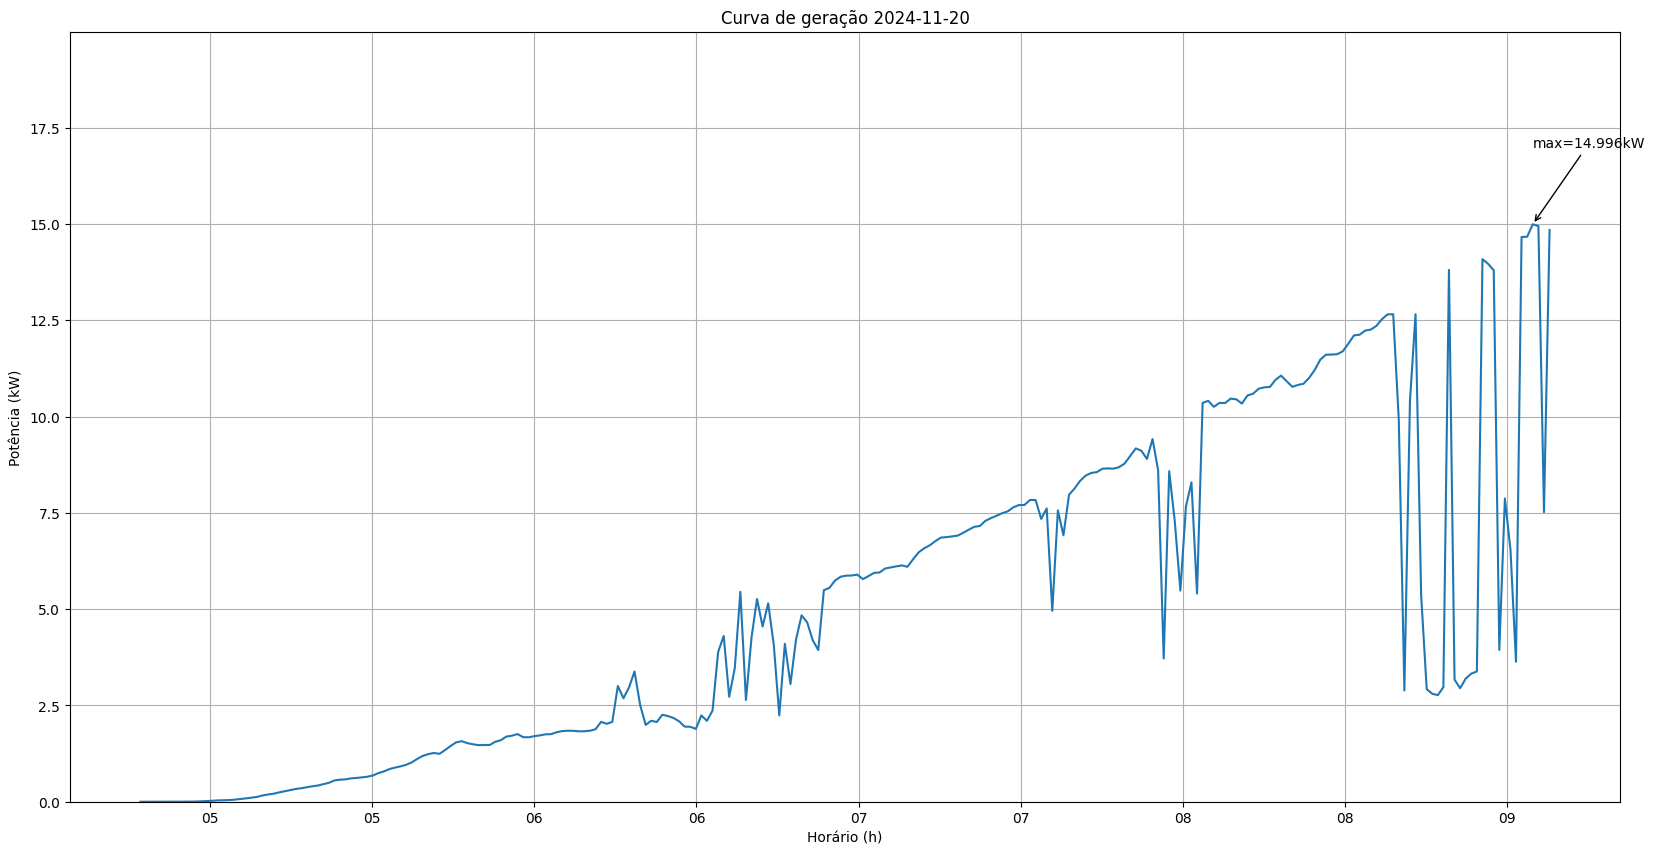 Curva de geração 2024-11-20
17.5
max=14.996kW
15.0
12.5
10.0
Potência (kW)
7.5
5.0
2.5
0.0
05 05 06 06 07 07 08 08 09
Horário (h)